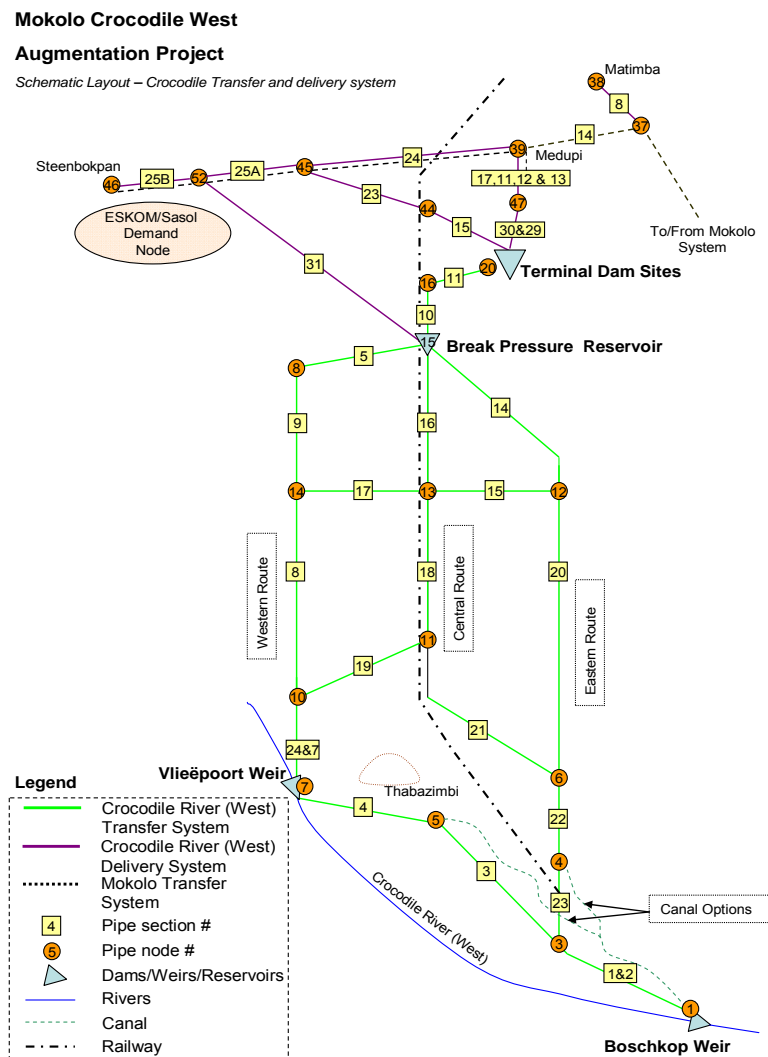 Mokolo Crocodile West
Augmentation Project
Schematic Layout – Crocodile Transfer and delivery system
38
Matimba
8
37
14
39
Medupi
24
45
Steenbokpan
25A
52
25B
46
17,11,12 & 13
23
47
44
15
30&29
ESKOM/Sasol
Demand
Node
To/From Mokolo
System
31
20
Terminal Dam Sites
11
16
10
15
Break Pressure Reservoir
5
8
14
9
16
14
17
13
15
12
Western Route
8
Central Route
18
20
Eastern Route
11
19
10
21
24&7
6
Vlieëpoort Weir
7
Thabazimbi
4
5
22
3
4
Crocodile River (West)
23
Canal Options
3
1&2
1
Boschkop Weir
Legend
Crocodile River (West)
Transfer System
Crocodile River (West)
Delivery System
Mokolo Transfer
System
4
Pipe section #
5
Pipe node #
Dams/Weirs/Reservoirs
Rivers
Canal
Railway